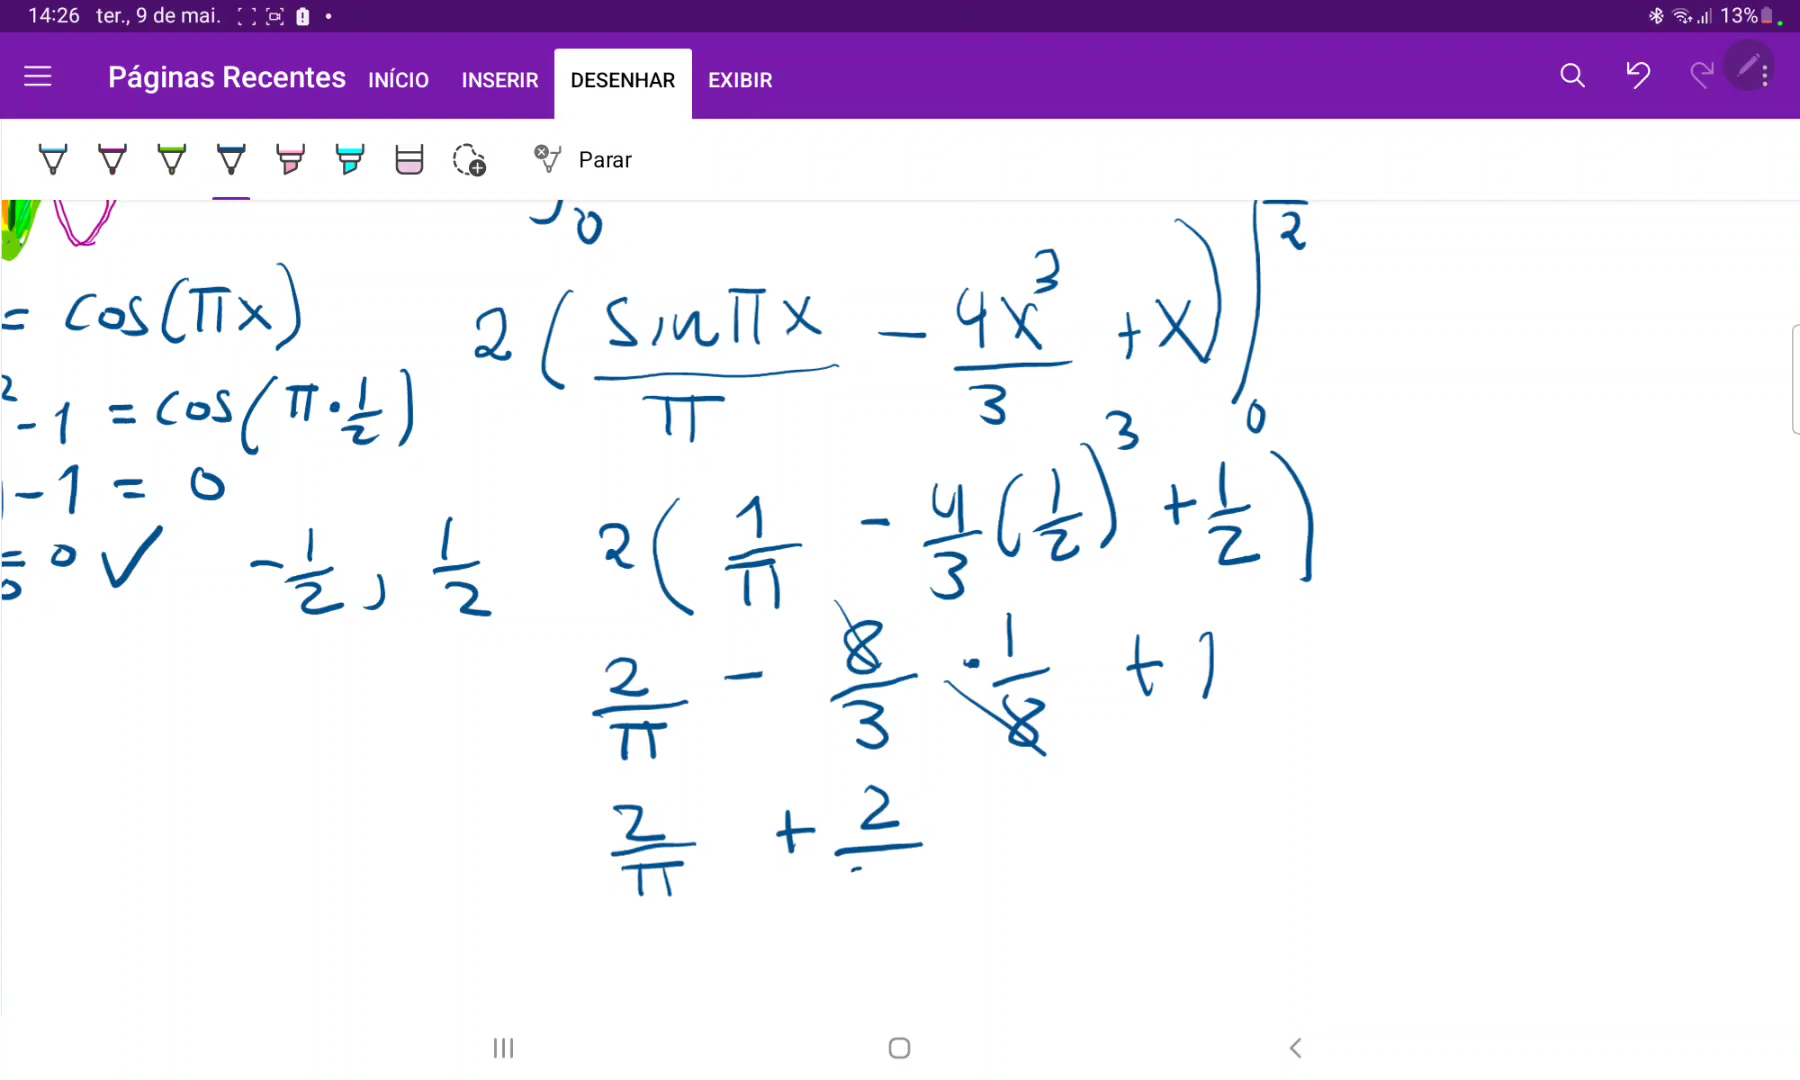 14:26 ter., 9 de mai. 13%
Páginas Recentes INÍCIO INSERIR DESENHAR EXIBIR
Parar
∫₀
= cos(πx)
2(sin πx/π - 4x³/3 + x)|₀^1/2
² - 1 = cos(π·1/2)
- 1 = 0
= 0 ✓ -1/2, 1/2
2(1/π - 4/3(1/2)³ + 1/2)
2/π - 8/3 · 1/8 + 1
2/π + 2/